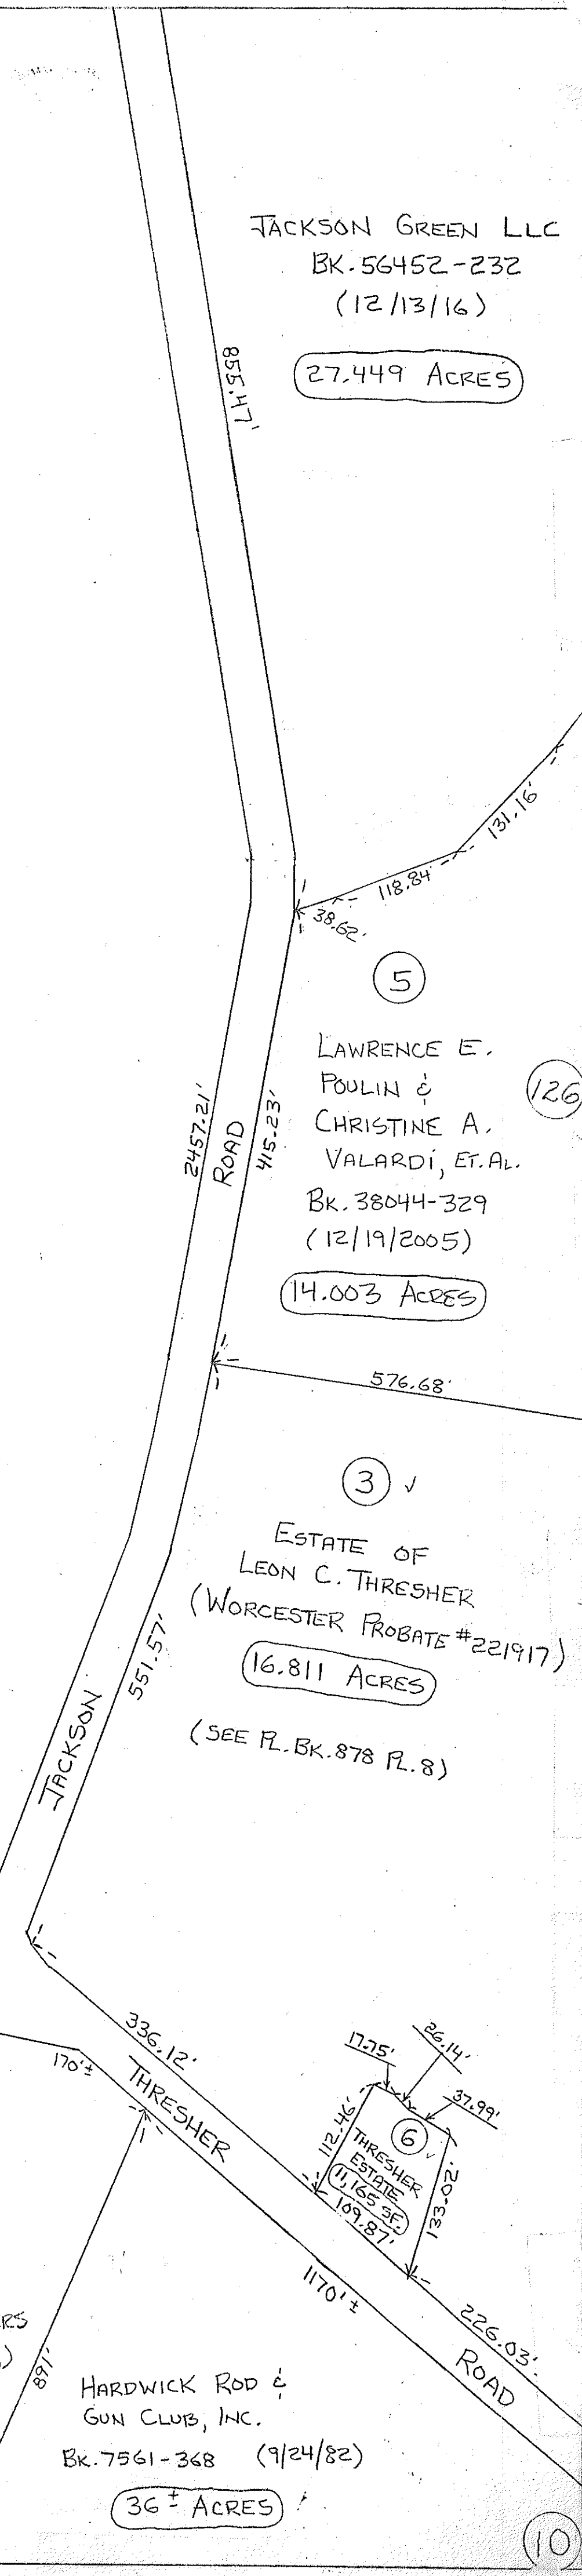 JACKSON GREEN LLC
BK. 56452-232
(12/13/16)
27.449 ACRES
855.47'
131.16'
118.84'
38.62'
5
LAWRENCE E.
POULIN &
CHRISTINE A.
VALARDI, ET. AL.
BK. 38044-329
(12/19/2005)
14.003 ACRES
126
2457.21'
ROAD
415.23'
576.68'
3 ✓
ESTATE OF
LEON C. THRESHER
(WORCESTER PROBATE #221917)
16.811 ACRES
(SEE PL. BK. 878 PL. 8)
551.57'
JACKSON
336.12'
170'±
THRESHER
17.75'
26.14'
37.99'
112.46'
6 ✓
THRESHER
ESTATE
11,165 SF.
109.87'
133.02'
1170'±
226.03'
ROAD
RS
)
891'
HARDWICK ROD &
GUN CLUB, INC.
BK. 7561-368 (9/24/82)
36± ACRES
10